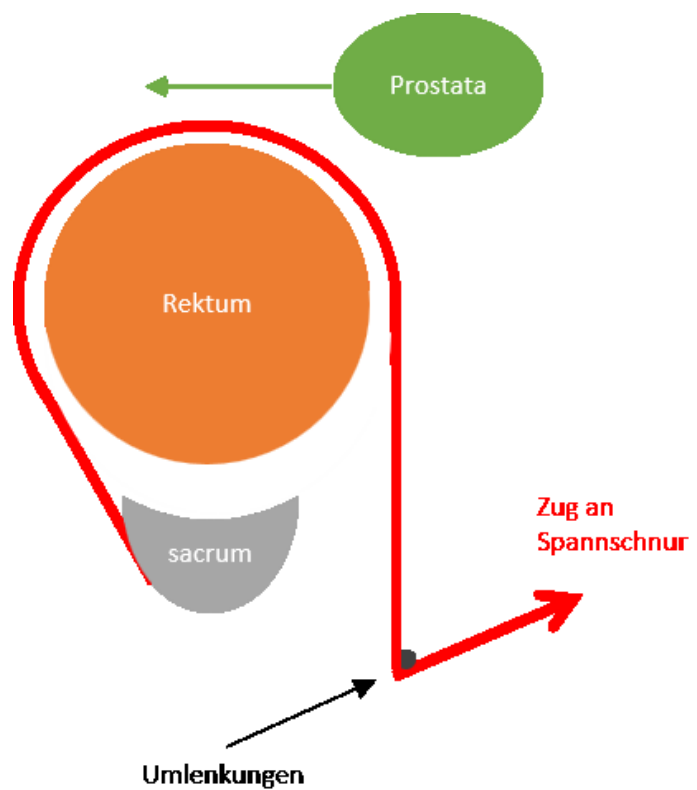 Prostata
Rektum
Zug an
Spannschnur
sacrum
Umlenkungen